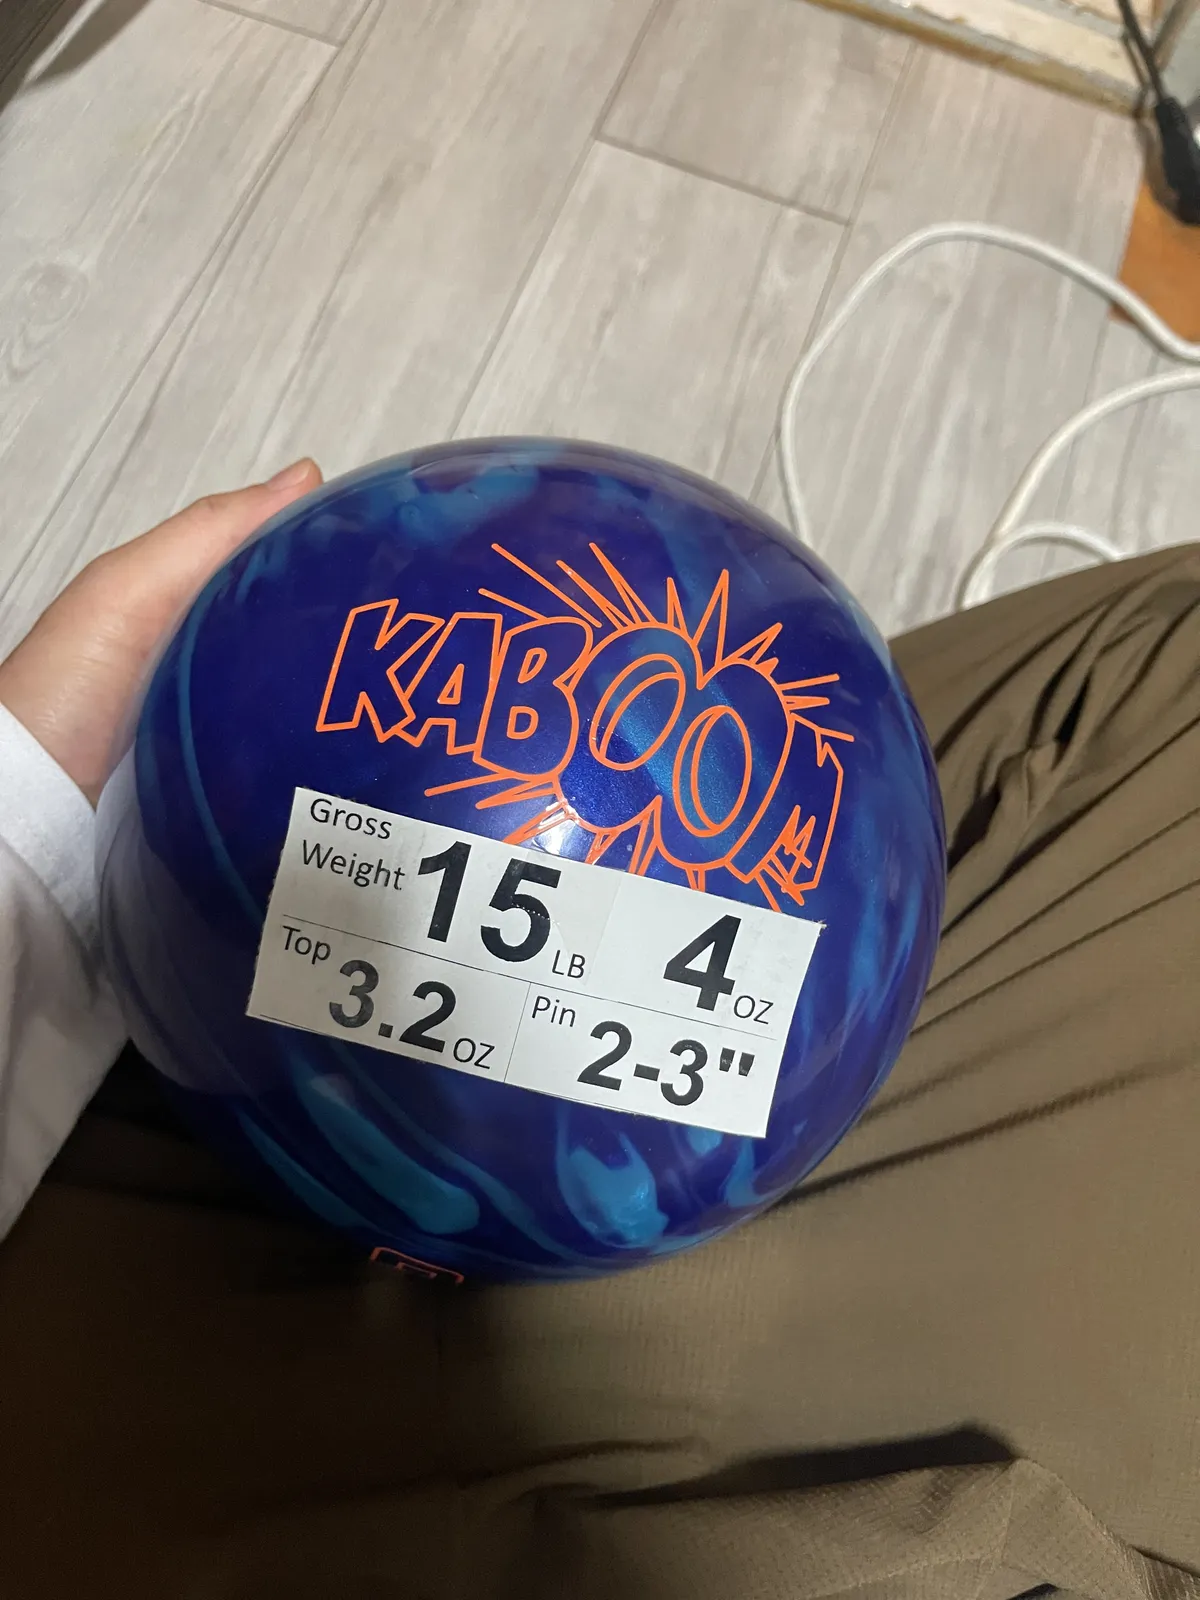 KABOOM
Gross
Weight 15 LB 4 OZ
Top 3.2 OZ Pin 2-3"